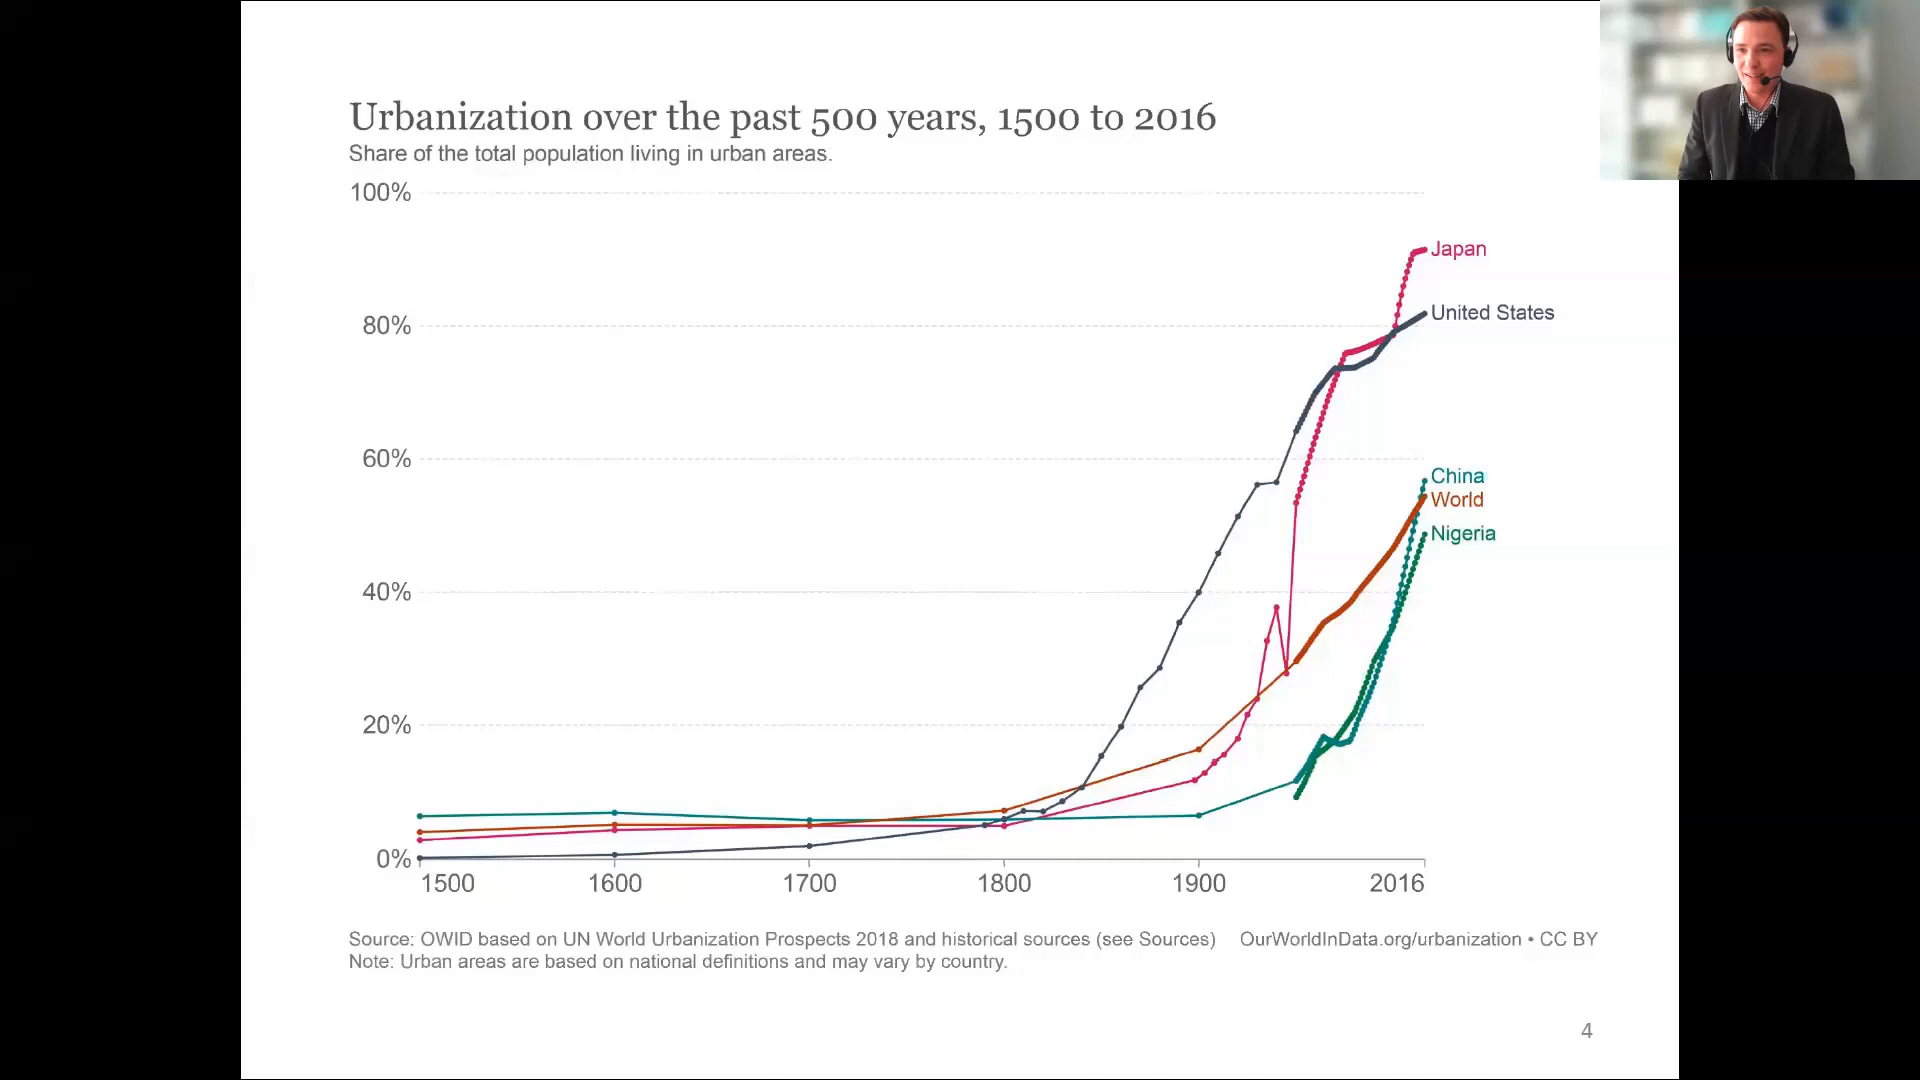 Urbanization over the past 500 years, 1500 to 2016
Share of the total population living in urban areas.
100%
80%
60%
40%
20%
0%
Japan
United States
China
World
Nigeria
1500 1600 1700 1800 1900 2016
Source: OWID based on UN World Urbanization Prospects 2018 and historical sources (see Sources) OurWorldInData.org/urbanization • CC BY
Note: Urban areas are based on national definitions and may vary by country.
4